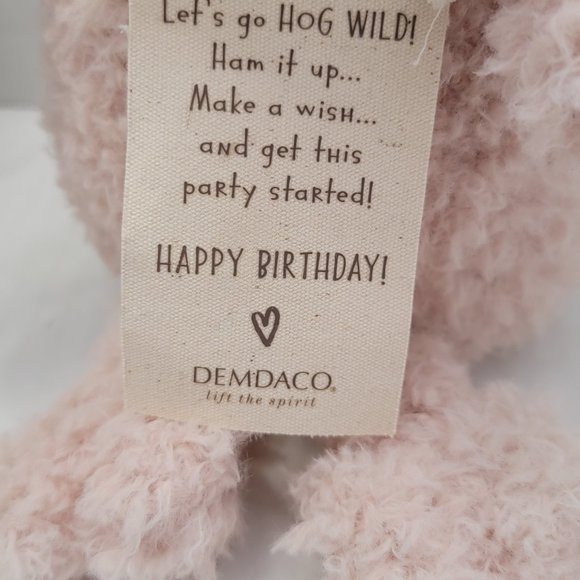 Let's go HOG WILD!
Ham it up...
Make a wish...
and get this
party started!
HAPPY BIRTHDAY!
DEMDACO®
lift the spirit